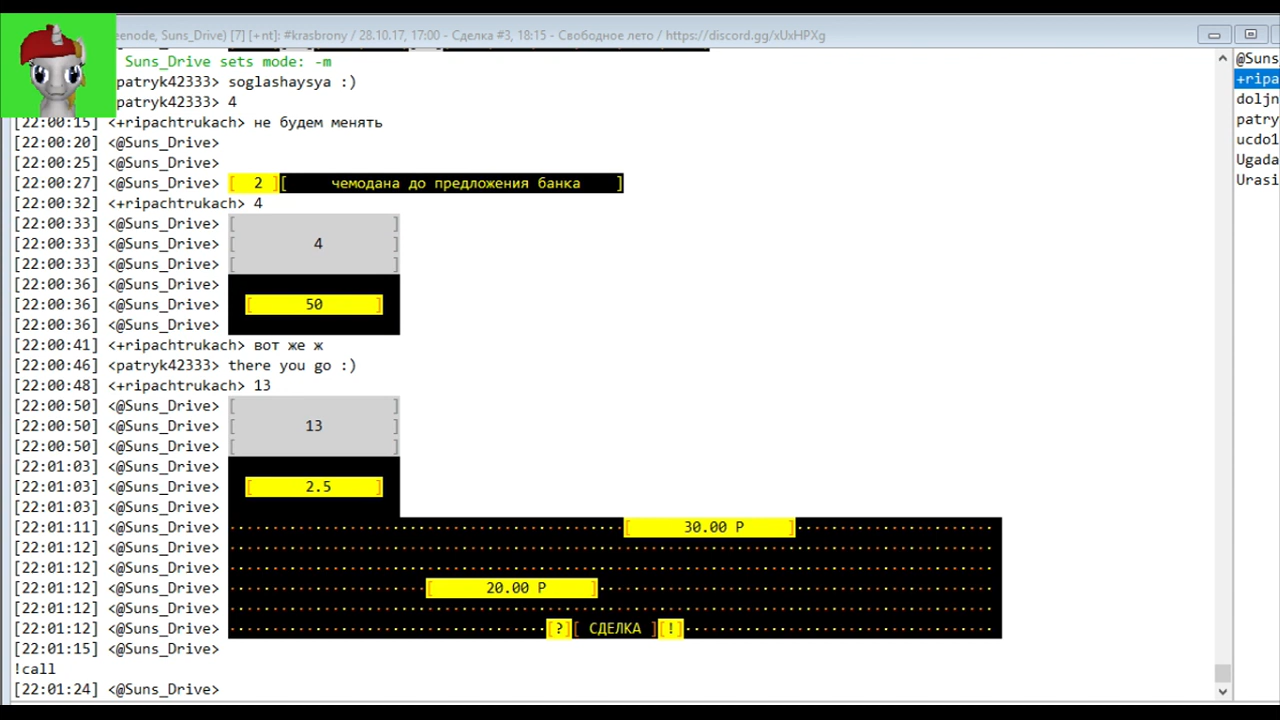 eenode, Suns_Drive) [7] [+nt]: #krasbrony / 28.10.17, 17:00 - Сделка #3, 18:15 - Свободное лето / https://discord.gg/xUxHPXg
Suns_Drive sets mode: -m
patryk42333> soglashaysya :)
patryk42333> 4
[22:00:15] <+ripachtrukach> не будем менять
[22:00:20] <@Suns_Drive>
[22:00:25] <@Suns_Drive>
[22:00:27] <@Suns_Drive> [ 2 ][ чемодана до предложения банка ]
[22:00:32] <+ripachtrukach> 4
[22:00:33] <@Suns_Drive> [ ]
[22:00:33] <@Suns_Drive> [ 4 ]
[22:00:33] <@Suns_Drive> [ ]
[22:00:36] <@Suns_Drive>
[22:00:36] <@Suns_Drive> [ 50 ]
[22:00:36] <@Suns_Drive>
[22:00:41] <+ripachtrukach> вот же ж
[22:00:46] <patryk42333> there you go :)
[22:00:48] <+ripachtrukach> 13
[22:00:50] <@Suns_Drive> [ ]
[22:00:50] <@Suns_Drive> [ 13 ]
[22:00:50] <@Suns_Drive> [ ]
[22:01:03] <@Suns_Drive>
[22:01:03] <@Suns_Drive> [ 2.5 ]
[22:01:03] <@Suns_Drive>
[22:01:11] <@Suns_Drive> [ 30.00 Р ]
[22:01:12] <@Suns_Drive>
[22:01:12] <@Suns_Drive>
[22:01:12] <@Suns_Drive> [ 20.00 Р ]
[22:01:12] <@Suns_Drive>
[22:01:12] <@Suns_Drive> [?][ СДЕЛКА ][!]
[22:01:15] <@Suns_Drive>
!call
[22:01:24] <@Suns_Drive>
@Suns
+ripa
doljn
patry
ucdo1
Ugada
Urasi